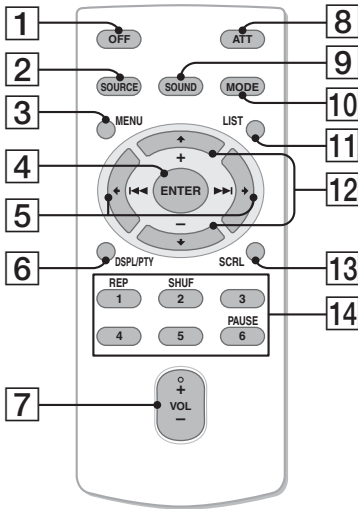 1 OFF ATT 8
2 SOURCE SOUND MODE 9
10
3 MENU LIST 11
4 + 12
5 ENTER
−
6 DSPL/PTY SCRL 13
REP SHUF
1 2 3 14
PAUSE
4 5 6
7 +
VOL
−